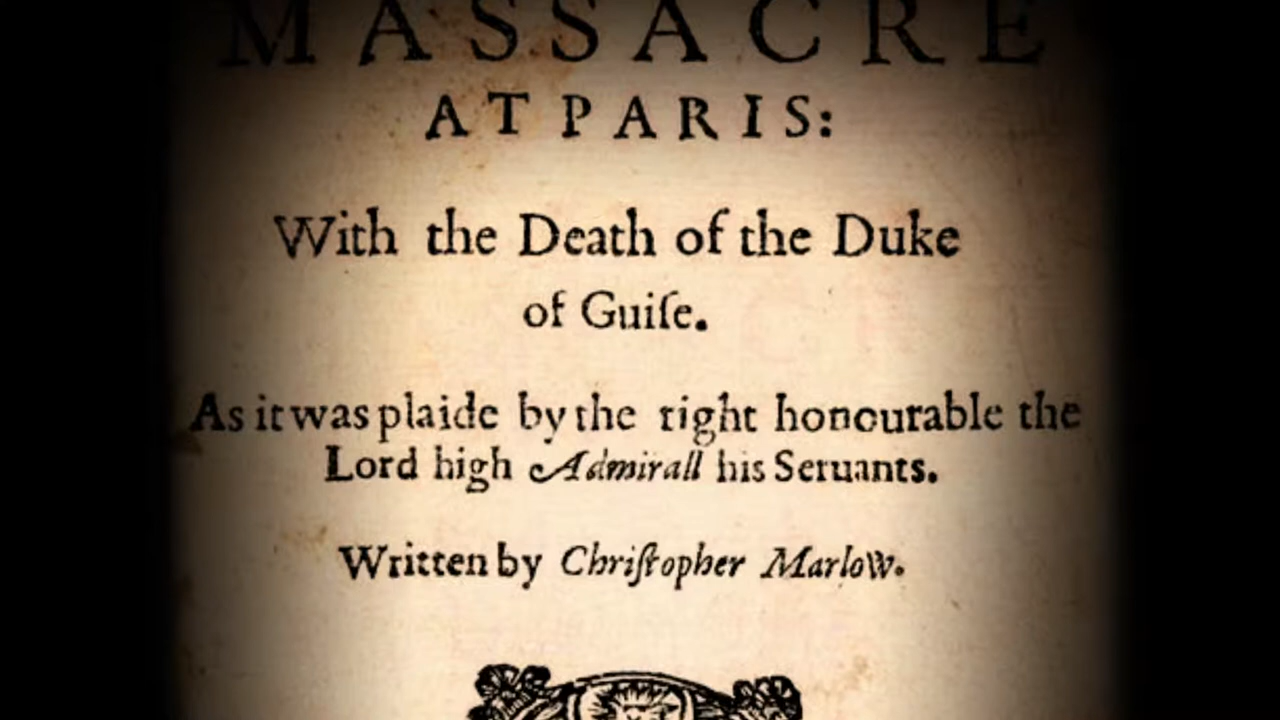 MASSACRE
AT PARIS:
With the Death of the Duke
of Guiſe.
As it was plaide by the right honourable the
Lord high Admirall his Seruants.
Written by Chriſtopher Marlow.